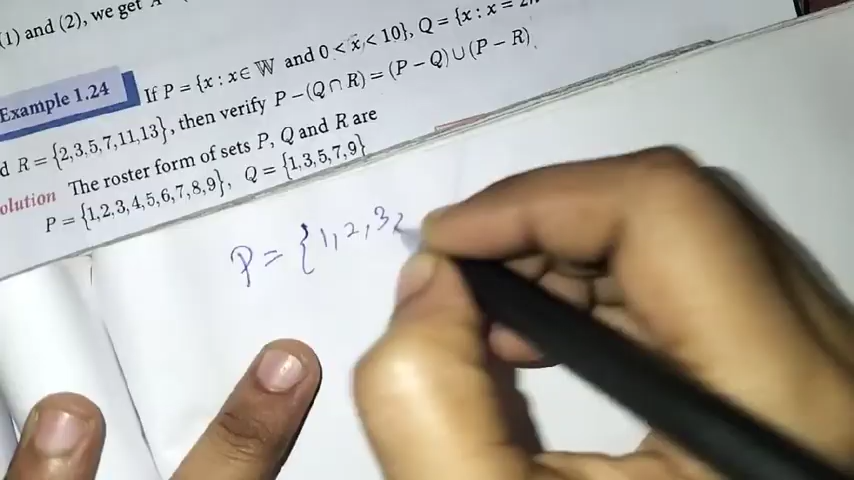 (1) and (2), we get
Example 1.24 If P = {x : x ∈ W and 0 < x < 10}, Q = {x : x =
R = {2,3,5,7,11,13}, then verify P − (Q ∩ R) = (P − Q) ∪ (P − R).
olution The roster form of sets P, Q and R are
P = {1,2,3,4,5,6,7,8,9}, Q = {1,3,5,7,9}
P = { 1, 2, 3,